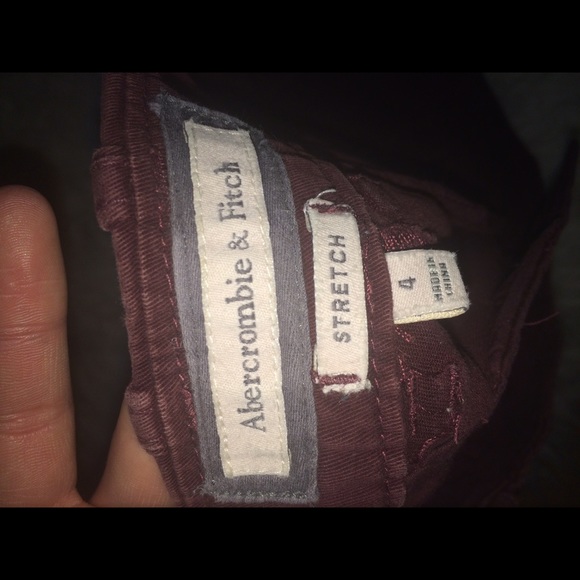 Abercrombie & Fitch
STRETCH
4
MADE IN
CHINA